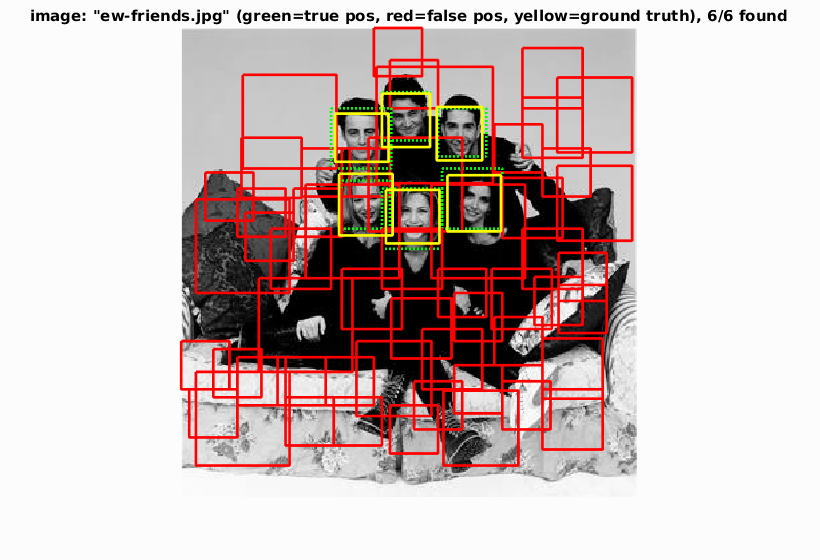 image: "ew-friends.jpg" (green=true pos, red=false pos, yellow=ground truth), 6/6 found